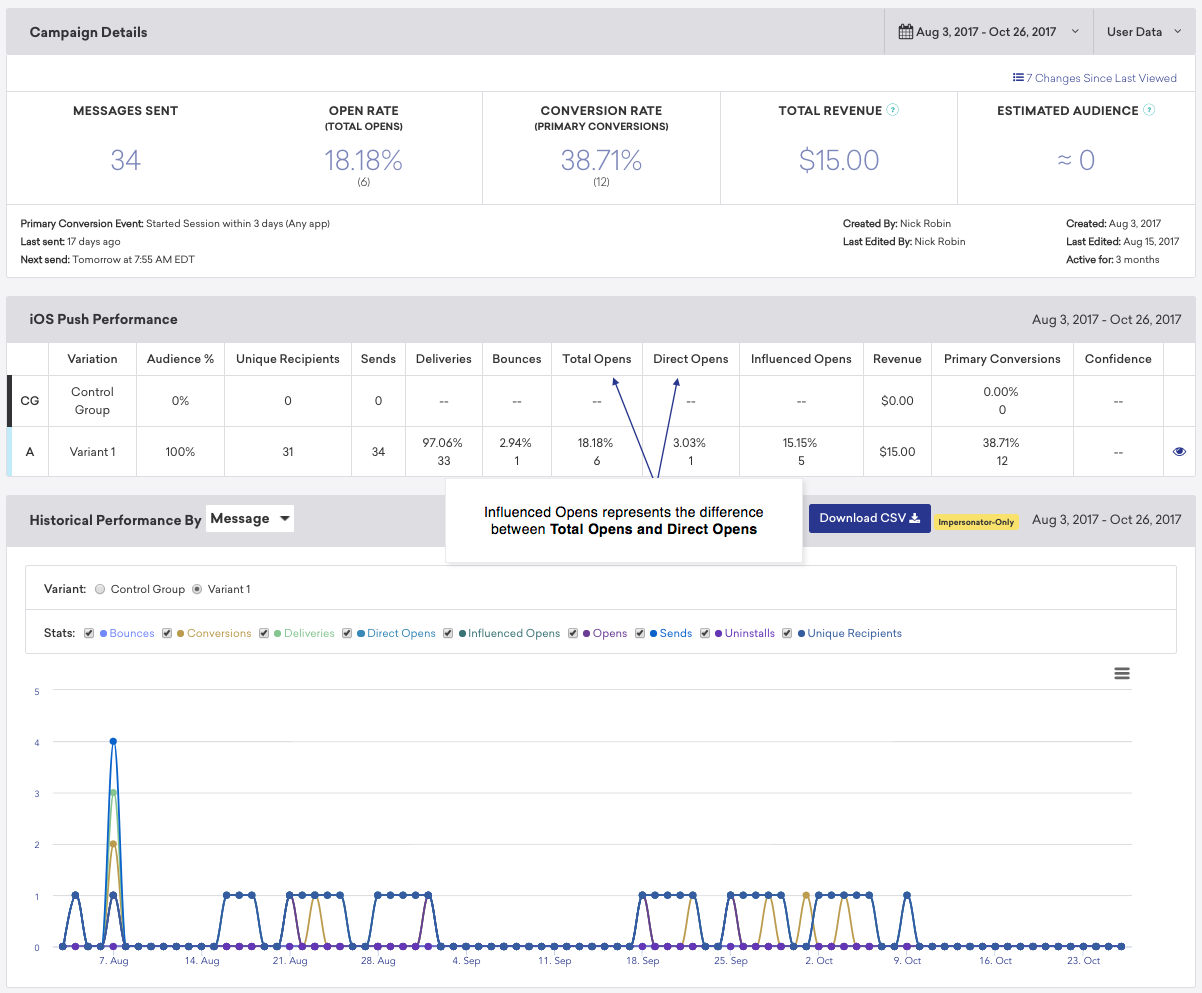 Campaign Details
Aug 3, 2017 - Oct 26, 2017
User Data
7 Changes Since Last Viewed
MESSAGES SENT
34
OPEN RATE
(TOTAL OPENS)
18.18%
(6)
CONVERSION RATE
(PRIMARY CONVERSIONS)
38.71%
(12)
TOTAL REVENUE ?
$15.00
ESTIMATED AUDIENCE ?
≈ 0
Primary Conversion Event: Started Session within 3 days (Any app)
Last sent: 17 days ago
Next send: Tomorrow at 7:55 AM EDT
Created By: Nick Robin
Last Edited By: Nick Robin
Created: Aug 3, 2017
Last Edited: Aug 15, 2017
Active for: 3 months
iOS Push Performance
Aug 3, 2017 - Oct 26, 2017
Variation Audience % Unique Recipients Sends Deliveries Bounces Total Opens Direct Opens Influenced Opens Revenue Primary Conversions Confidence
CG Control Group 0% 0 0 -- -- -- -- -- $0.00 0.00% 0 --
A Variant 1 100% 31 34 97.06% 33 2.94% 1 18.18% 6 3.03% 1 15.15% 5 $15.00 38.71% 12 --
Influenced Opens represents the difference
between Total Opens and Direct Opens
Historical Performance By Message
Download CSV
Impersonator-Only
Aug 3, 2017 - Oct 26, 2017
Variant: Control Group Variant 1
Stats: Bounces Conversions Deliveries Direct Opens Influenced Opens Opens Sends Uninstalls Unique Recipients
5
4
3
2
1
0
7. Aug 14. Aug 21. Aug 28. Aug 4. Sep 11. Sep 18. Sep 25. Sep 2. Oct 9. Oct 16. Oct 23. Oct